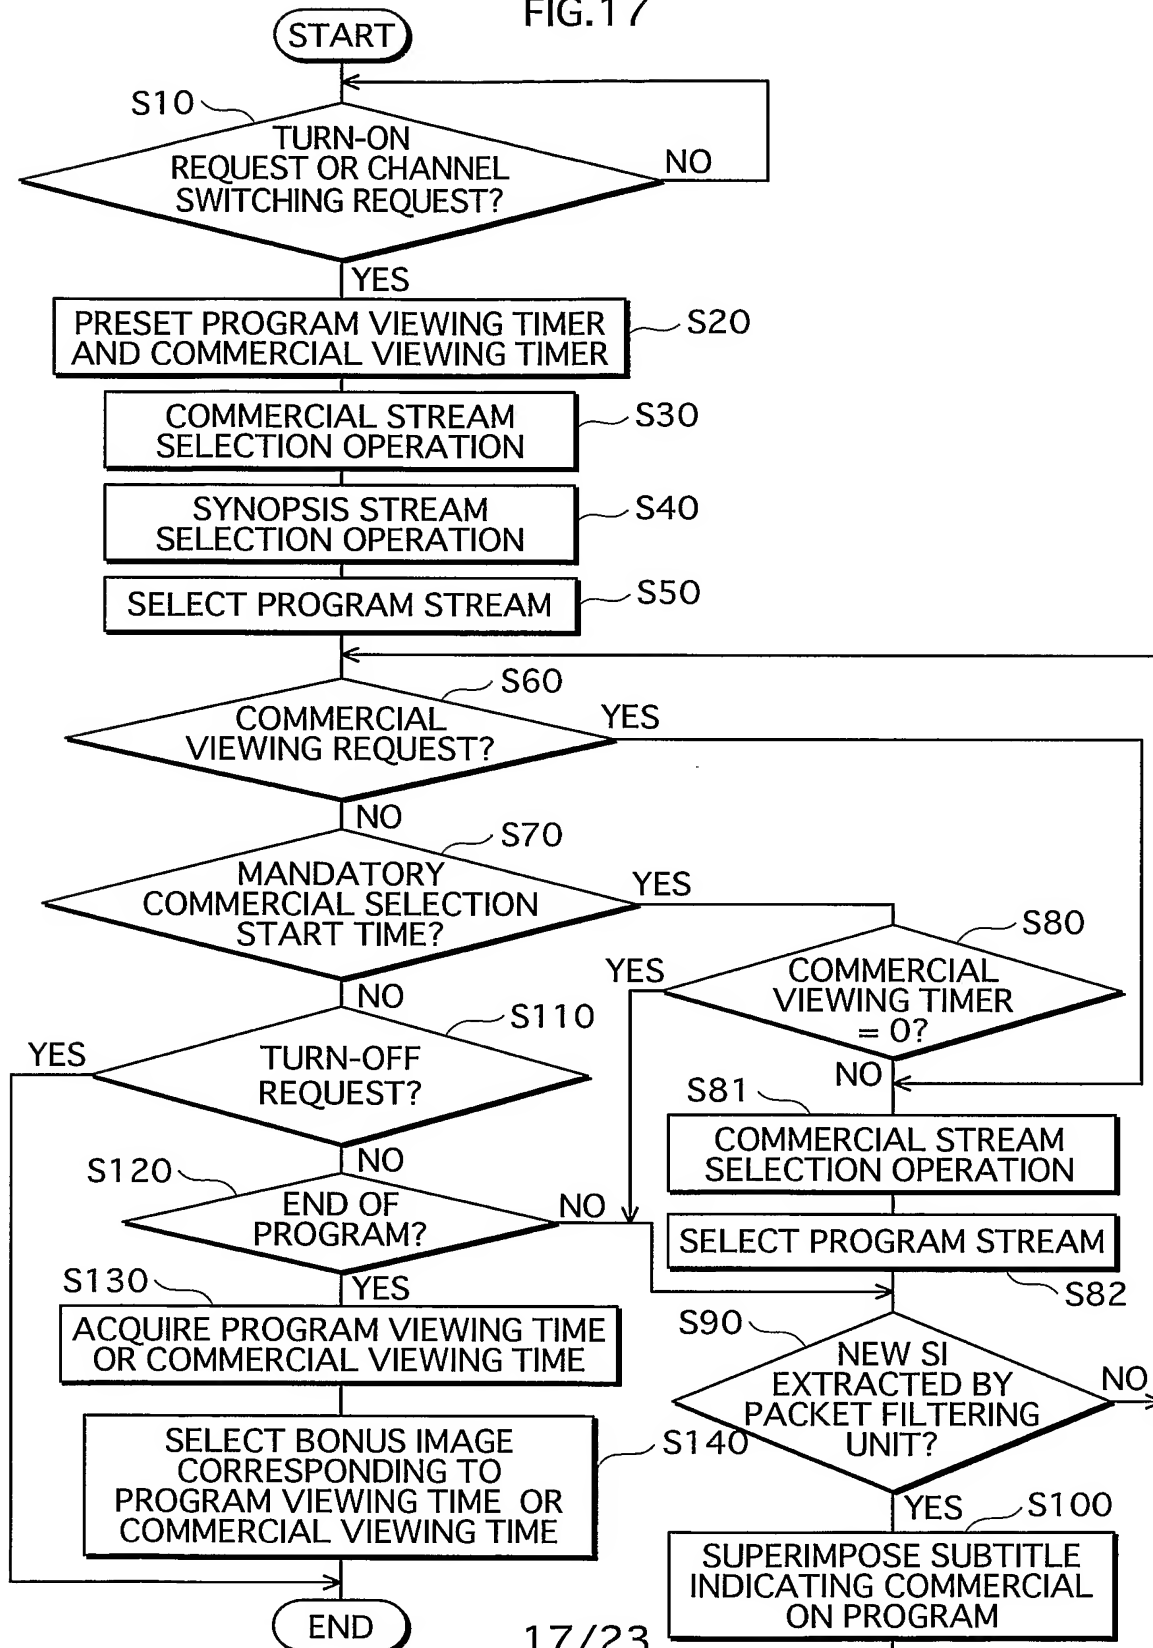 FIG.17
START
S10
TURN-ON
REQUEST OR CHANNEL
SWITCHING REQUEST?
NO
YES
PRESET PROGRAM VIEWING TIMER
AND COMMERCIAL VIEWING TIMER
S20
COMMERCIAL STREAM
SELECTION OPERATION
S30
SYNOPSIS STREAM
SELECTION OPERATION
S40
SELECT PROGRAM STREAM
S50
S60
COMMERCIAL
VIEWING REQUEST?
YES
NO
S70
MANDATORY
COMMERCIAL SELECTION
START TIME?
YES
NO
S80
COMMERCIAL
VIEWING TIMER
= 0?
YES
NO
S110
TURN-OFF
REQUEST?
YES
NO
S81
COMMERCIAL STREAM
SELECTION OPERATION
SELECT PROGRAM STREAM
S82
S120
END OF
PROGRAM?
NO
YES
S130
ACQUIRE PROGRAM VIEWING TIME
OR COMMERCIAL VIEWING TIME
S90
NEW SI
EXTRACTED BY
PACKET FILTERING
UNIT?
NO
YES
S140
SELECT BONUS IMAGE
CORRESPONDING TO
PROGRAM VIEWING TIME OR
COMMERCIAL VIEWING TIME
S100
SUPERIMPOSE SUBTITLE
INDICATING COMMERCIAL
ON PROGRAM
END
17/23